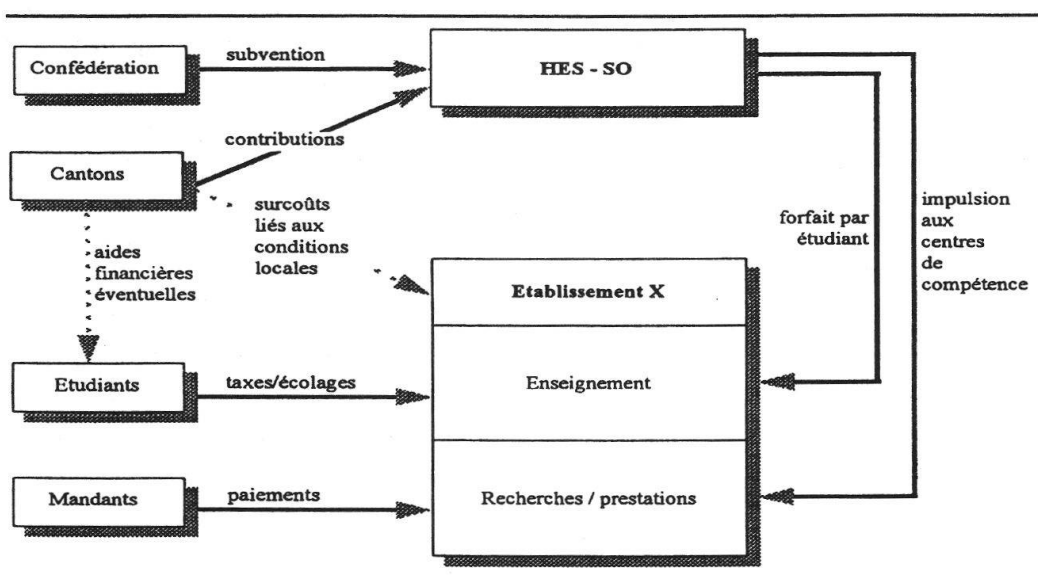 Confédération
subvention
HES - SO
contributions
Cantons
surcoûts
liés aux
conditions
locales
aides
financières
éventuelles
forfait par
étudiant
impulsion
aux
centres
de
compétence
Etablissement X
Etudiants
taxes/écolages
Enseignement
Mandants
paiements
Recherches / prestations